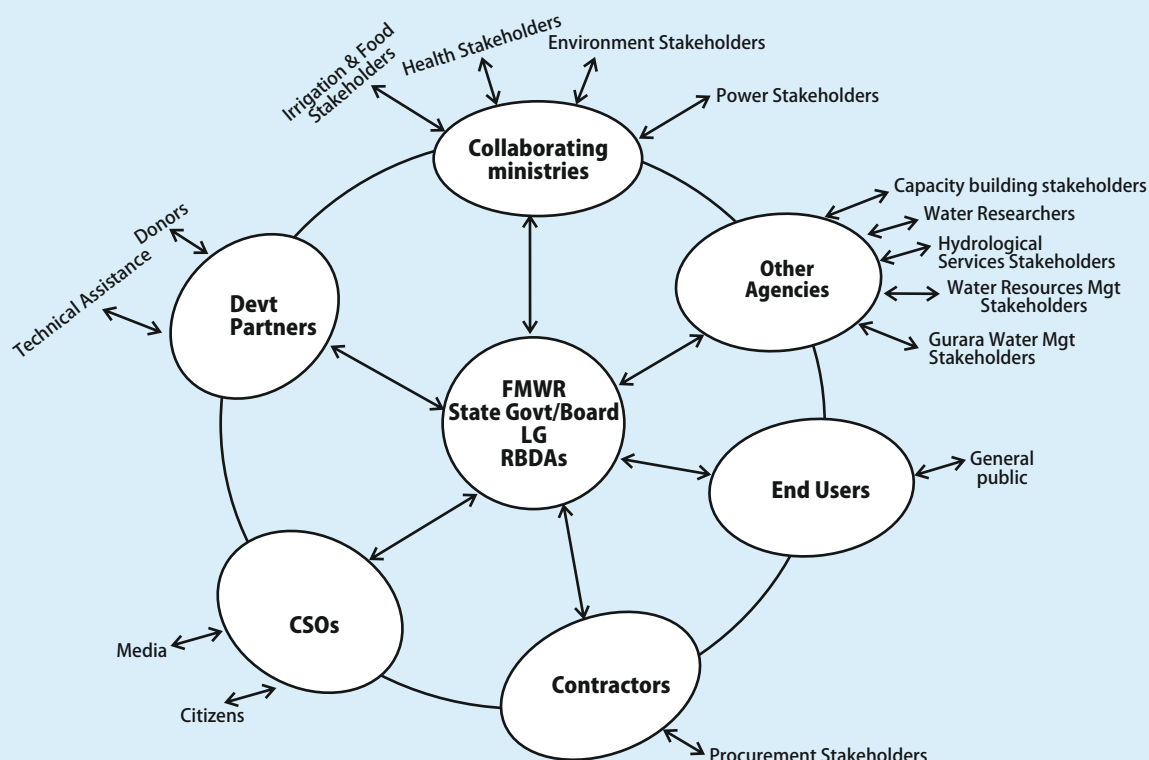 Irrigation & Food
Stakeholders
Health Stakeholders
Environment Stakeholders
Power Stakeholders
Collaborating
ministries
Capacity building stakeholders
Water Researchers
Hydrological
Services Stakeholders
Water Resources Mgt
Stakeholders
Gurara Water Mgt
Stakeholders
Other
Agencies
Donors
Technical Assistance
Devt
Partners
FMWR
State Govt/Board
LG
RBDAs
End Users
General
public
CSOs
Media
Citizens
Contractors
Procurement Stakeholders